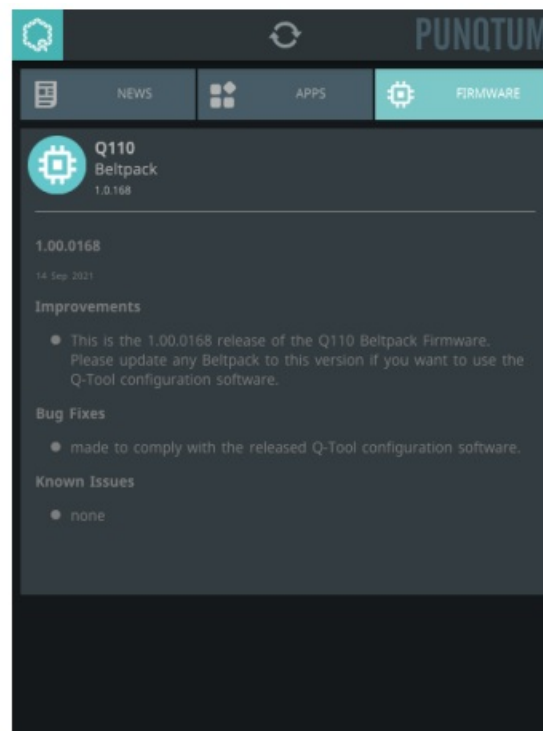 PUNQTUM
NEWS
APPS
FIRMWARE
Q110
Beltpack
1.0.168
1.00.0168
14 Sep 2021
Improvements
This is the 1.00.0168 release of the Q110 Beltpack Firmware.
Please update any Beltpack to this version if you want to use the
Q-Tool configuration software.
Bug Fixes
made to comply with the released Q-Tool configuration software.
Known Issues
none